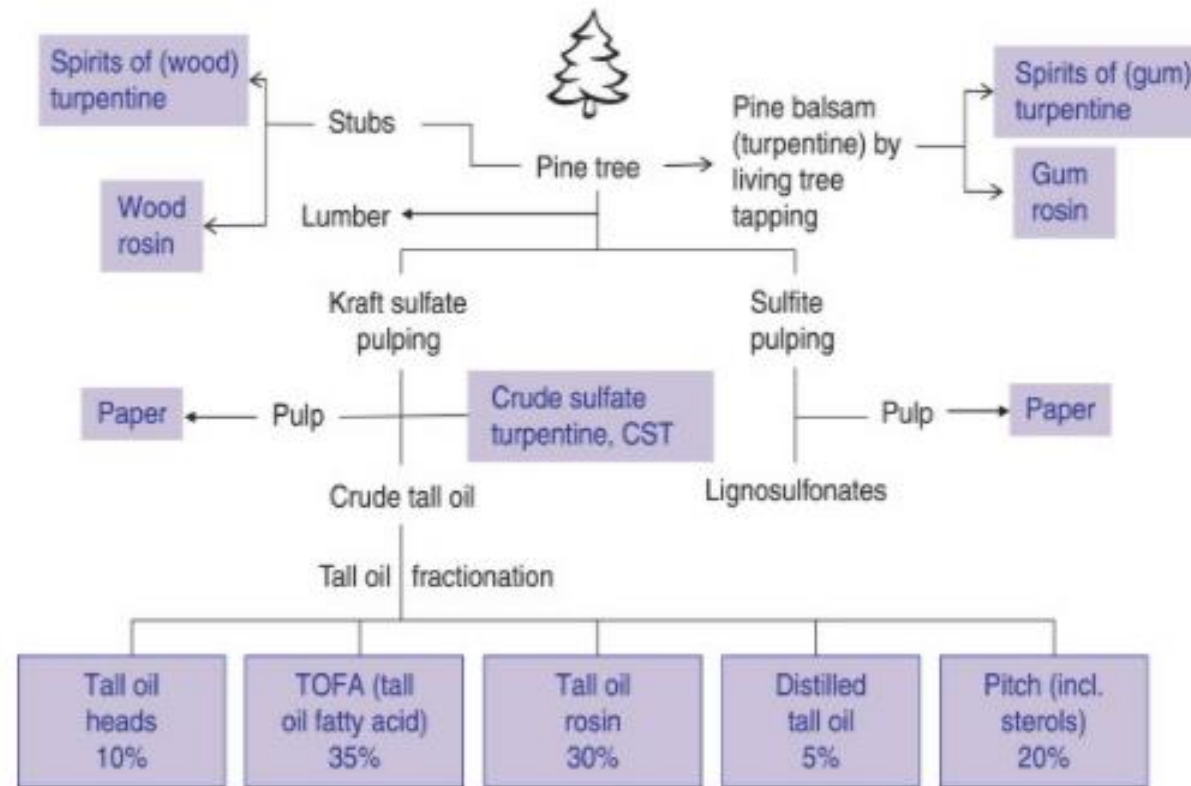 Spirits of (wood)
turpentine
Stubs
Wood
rosin
Pine tree
Lumber
Pine balsam
(turpentine) by
living tree
tapping
Spirits of (gum)
turpentine
Gum
rosin
Kraft sulfate
pulping
Sulfite
pulping
Paper
Pulp
Crude sulfate
turpentine, CST
Pulp
Paper
Crude tall oil
Lignosulfonates
Tall oil fractionation
Tall oil
heads
10%
TOFA (tall
oil fatty acid)
35%
Tall oil
rosin
30%
Distilled
tall oil
5%
Pitch (incl.
sterols)
20%